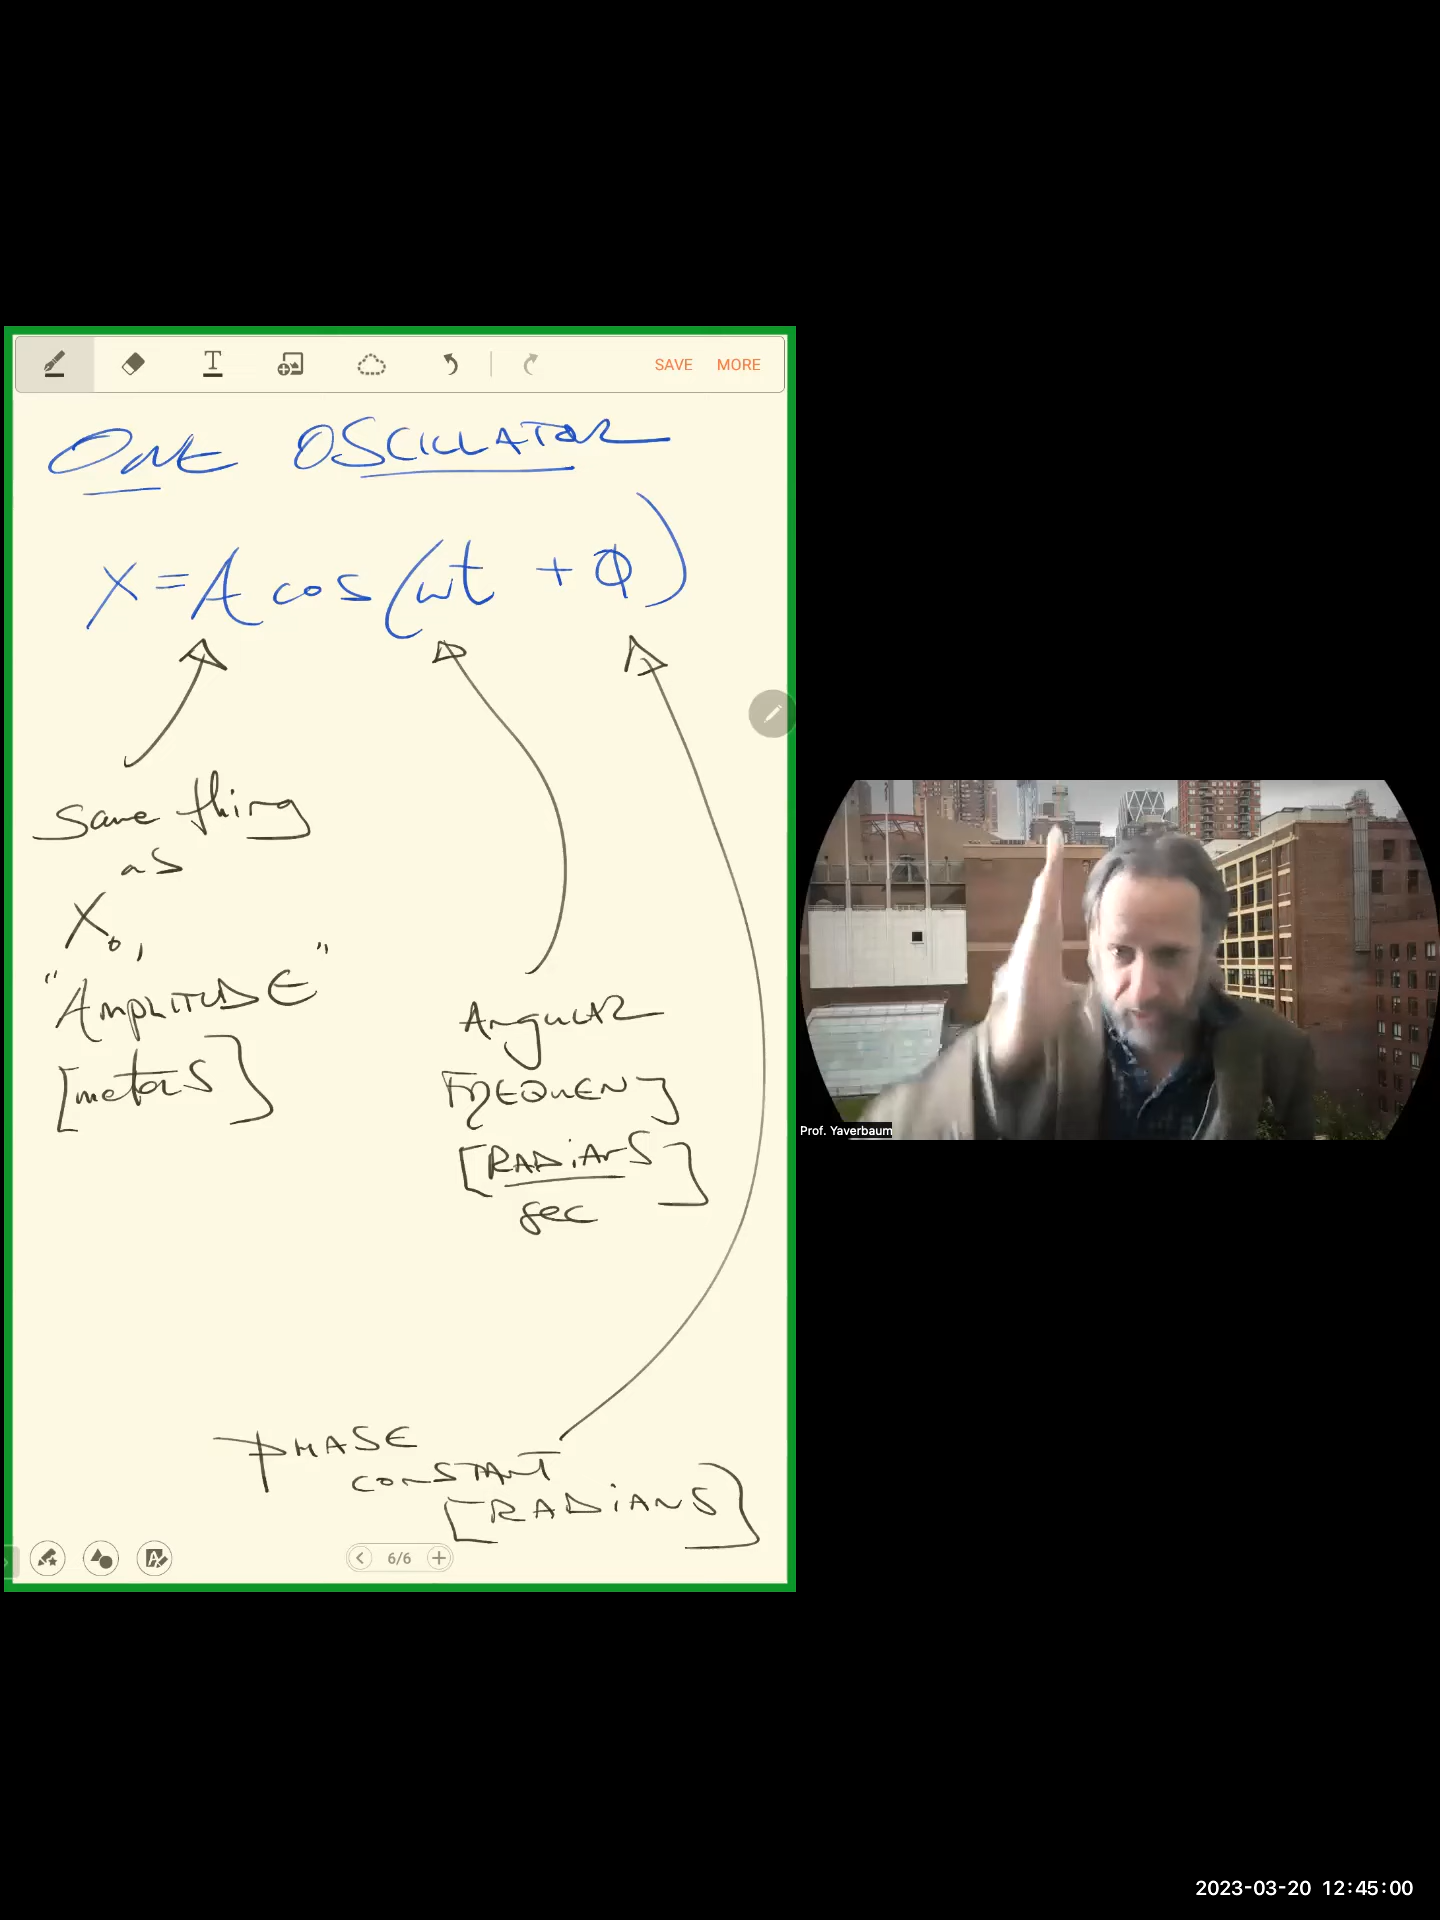 SAVE MORE
ONE OSCILLATOR
X = A cos(ωt + Φ)
same thing
as
X₀,
"AMPLITUDE"
[meters]
Angular
FREQUENCY
[RADIANS
sec]
PHASE
CONSTANT
[RADIANS]
6/6
Prof. Yaverbaum
2023-03-20 12:45:00